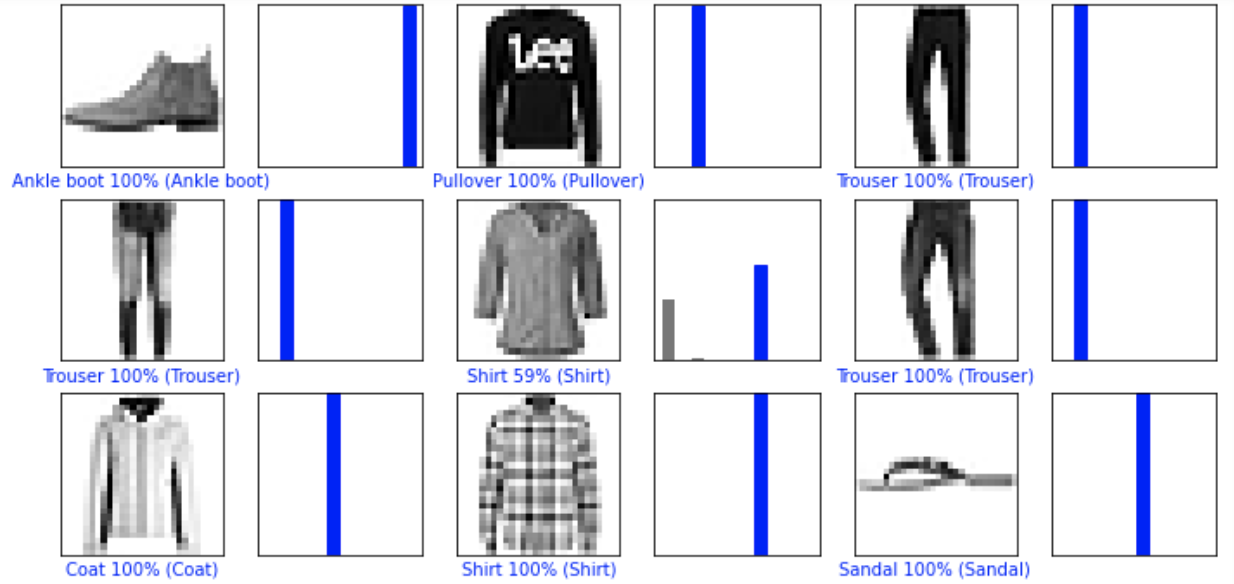 Lee
Ankle boot 100% (Ankle boot)
Pullover 100% (Pullover)
Trouser 100% (Trouser)
Trouser 100% (Trouser)
Shirt 59% (Shirt)
Trouser 100% (Trouser)
Coat 100% (Coat)
Shirt 100% (Shirt)
Sandal 100% (Sandal)